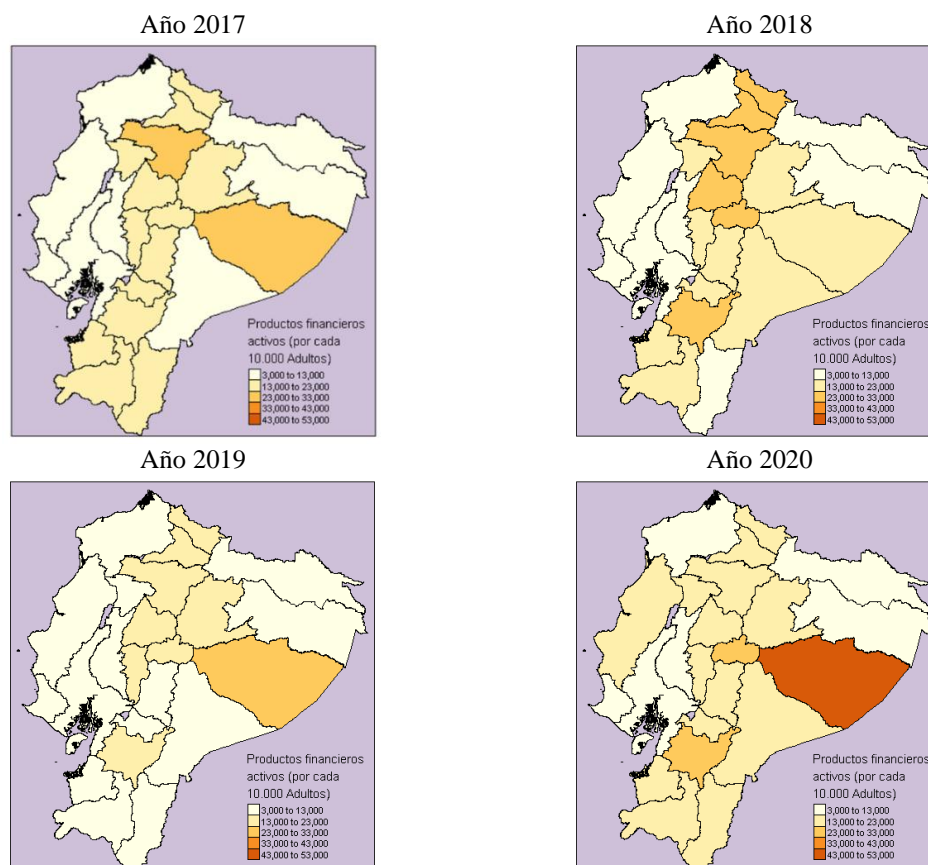 Año 2017
Año 2018
Productos financieros
activos (por cada
10.000 Adultos)
3,000 to 13,000
13,000 to 23,000
23,000 to 33,000
33,000 to 43,000
43,000 to 53,000
Productos financieros
activos (por cada
10.000 Adultos)
3,000 to 13,000
13,000 to 23,000
23,000 to 33,000
33,000 to 43,000
43,000 to 53,000
Año 2019
Año 2020
Productos financieros
activos (por cada
10.000 Adultos)
3,000 to 13,000
13,000 to 23,000
23,000 to 33,000
33,000 to 43,000
43,000 to 53,000
Productos financieros
activos (por cada
10.000 Adultos)
3,000 to 13,000
13,000 to 23,000
23,000 to 33,000
33,000 to 43,000
43,000 to 53,000